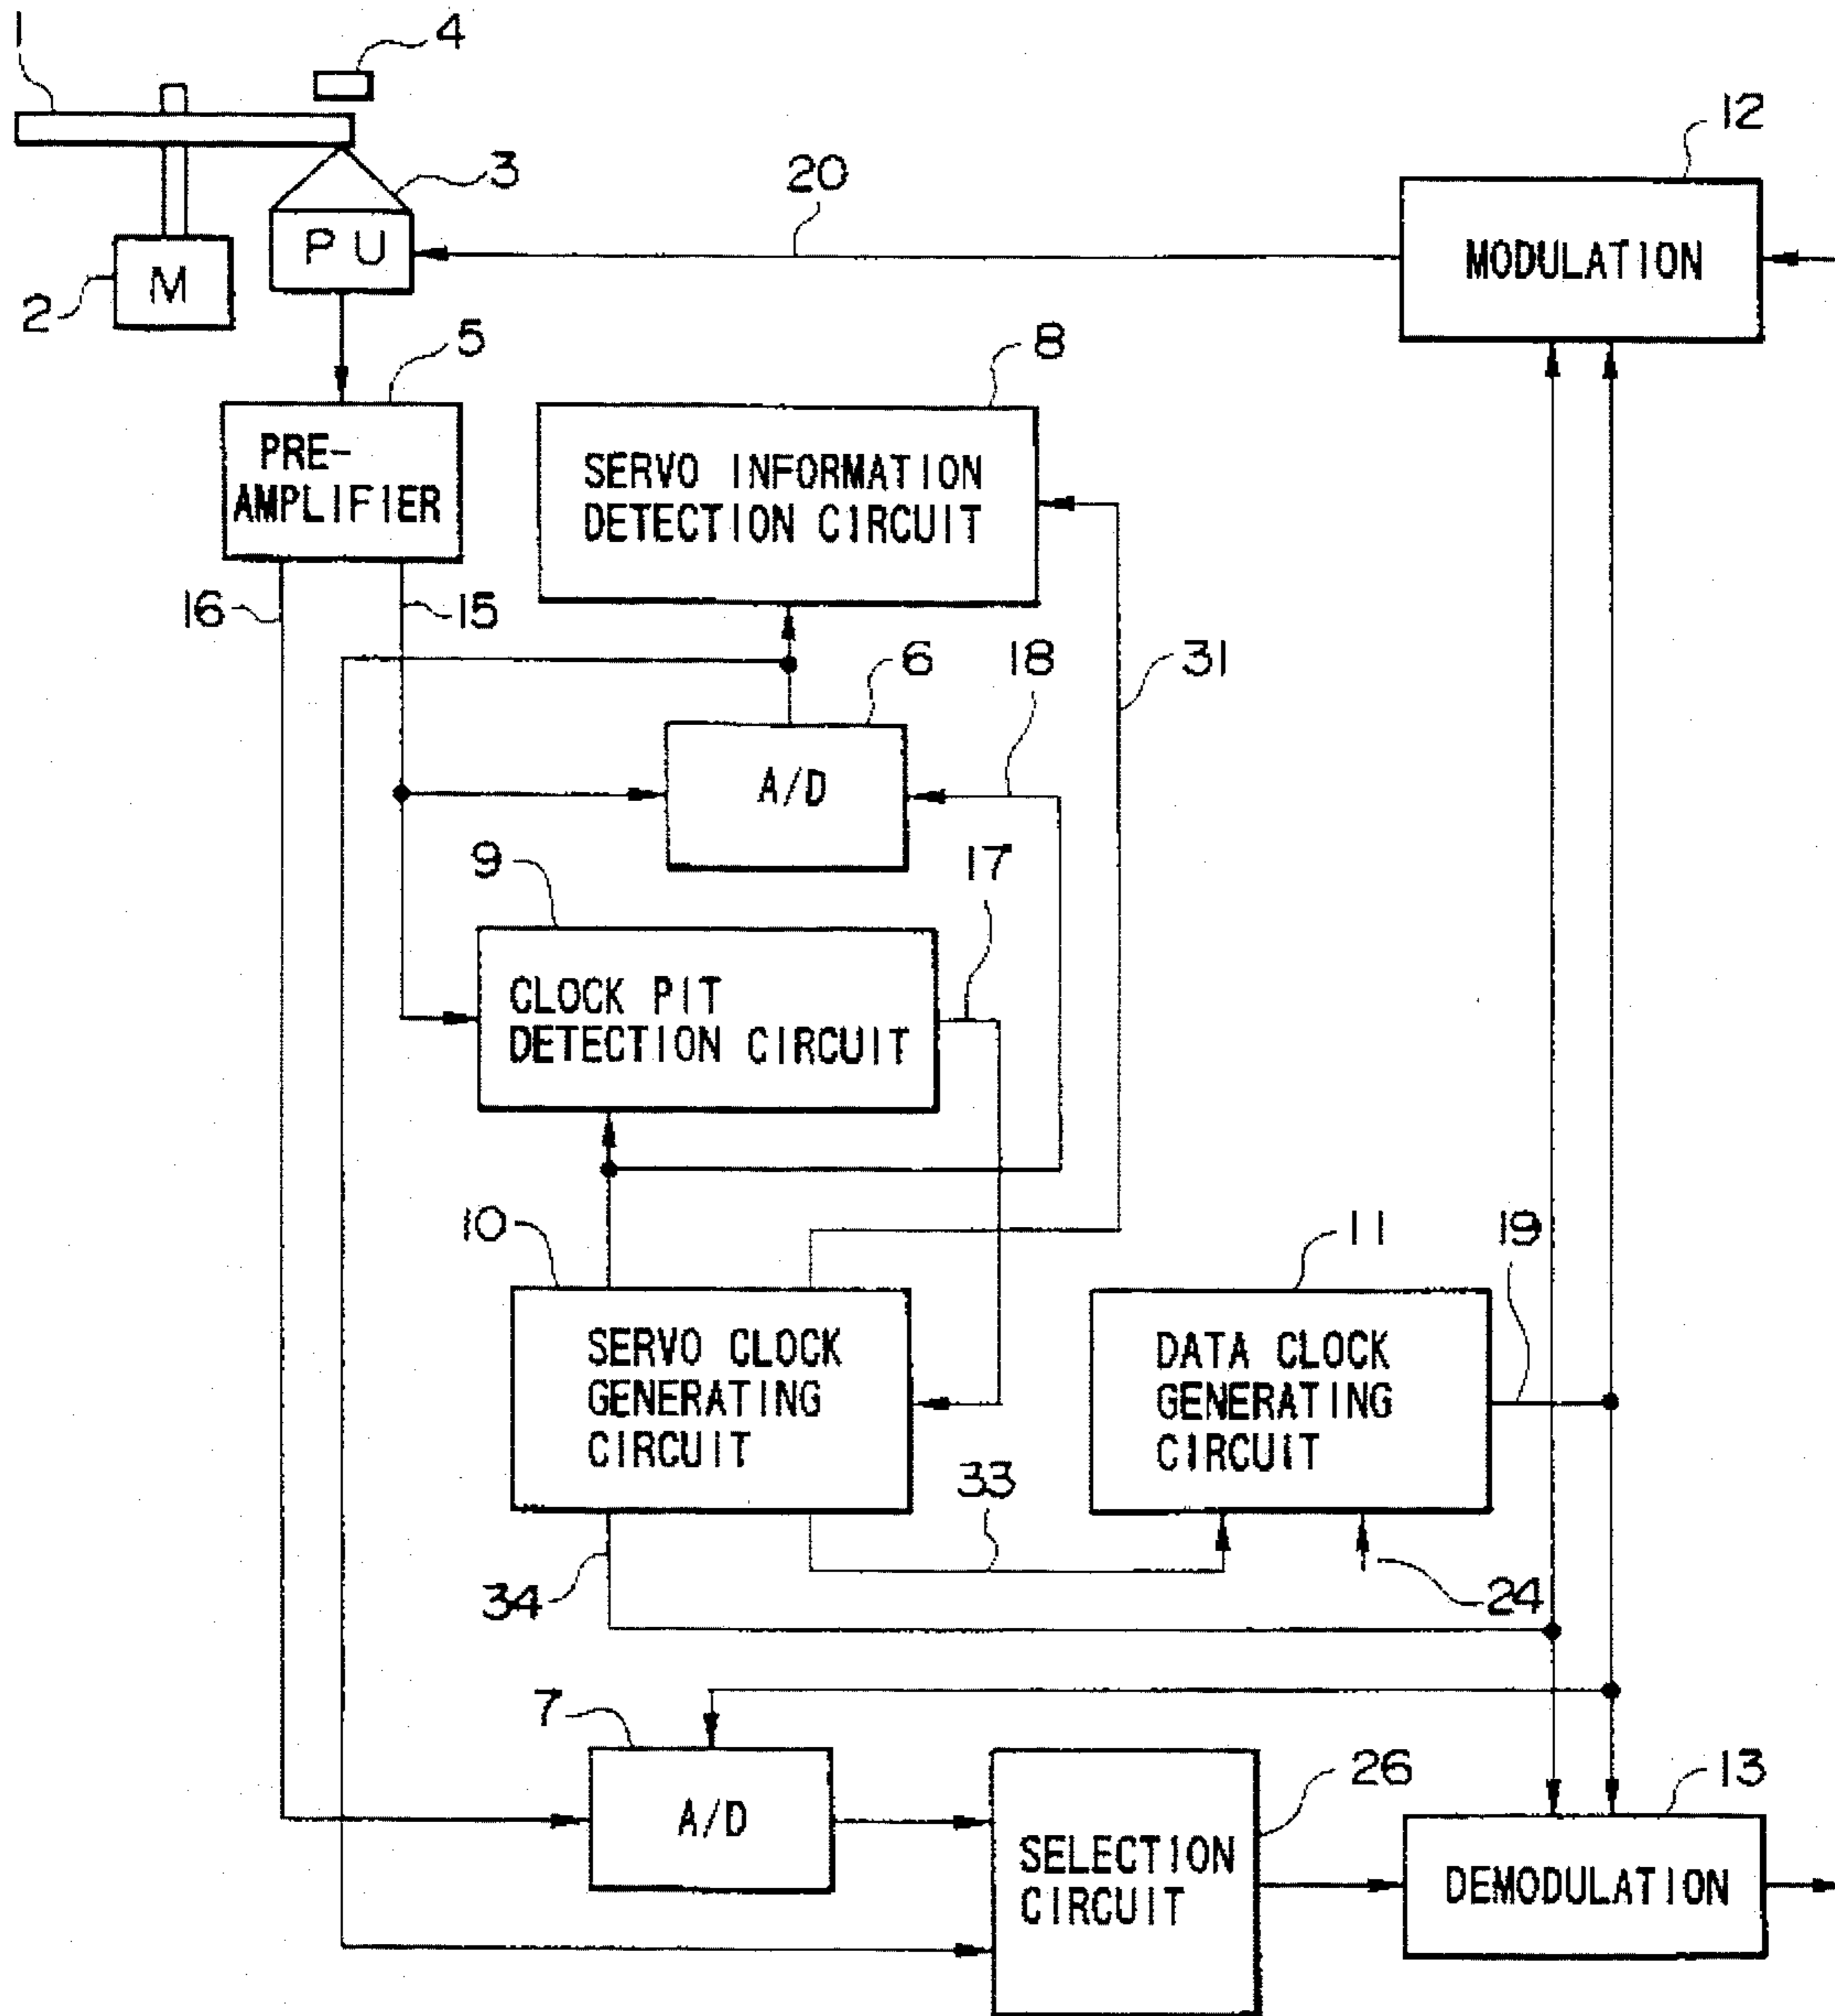 1
4
12
3
20
PU
MODULATION
M
2
5
8
PRE-
AMPLIFIER
SERVO INFORMATION
DETECTION CIRCUIT
16
15
6
18
31
A/D
9
17
CLOCK PIT
DETECTION CIRCUIT
10
11
19
SERVO CLOCK
GENERATING
CIRCUIT
DATA CLOCK
GENERATING
CIRCUIT
33
34
24
7
26
13
A/D
SELECTION
CIRCUIT
DEMODULATION